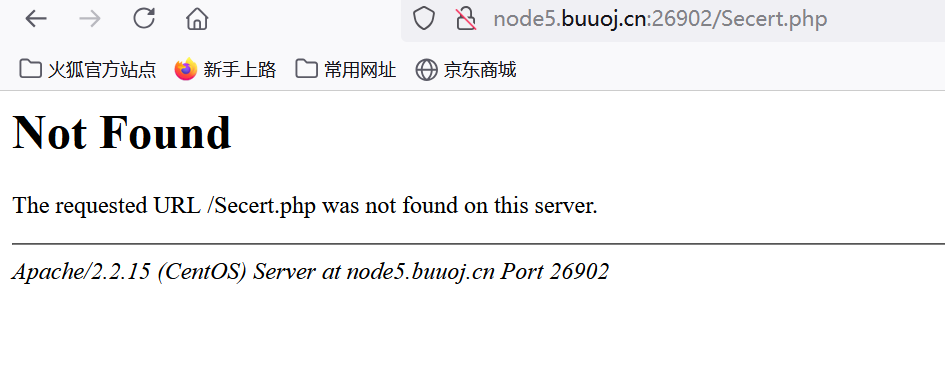 node5.buuoj.cn:26902/Secert.php
火狐官方站点 新手上路 常用网址 京东商城
Not Found
The requested URL /Secert.php was not found on this server.
Apache/2.2.15 (CentOS) Server at node5.buuoj.cn Port 26902